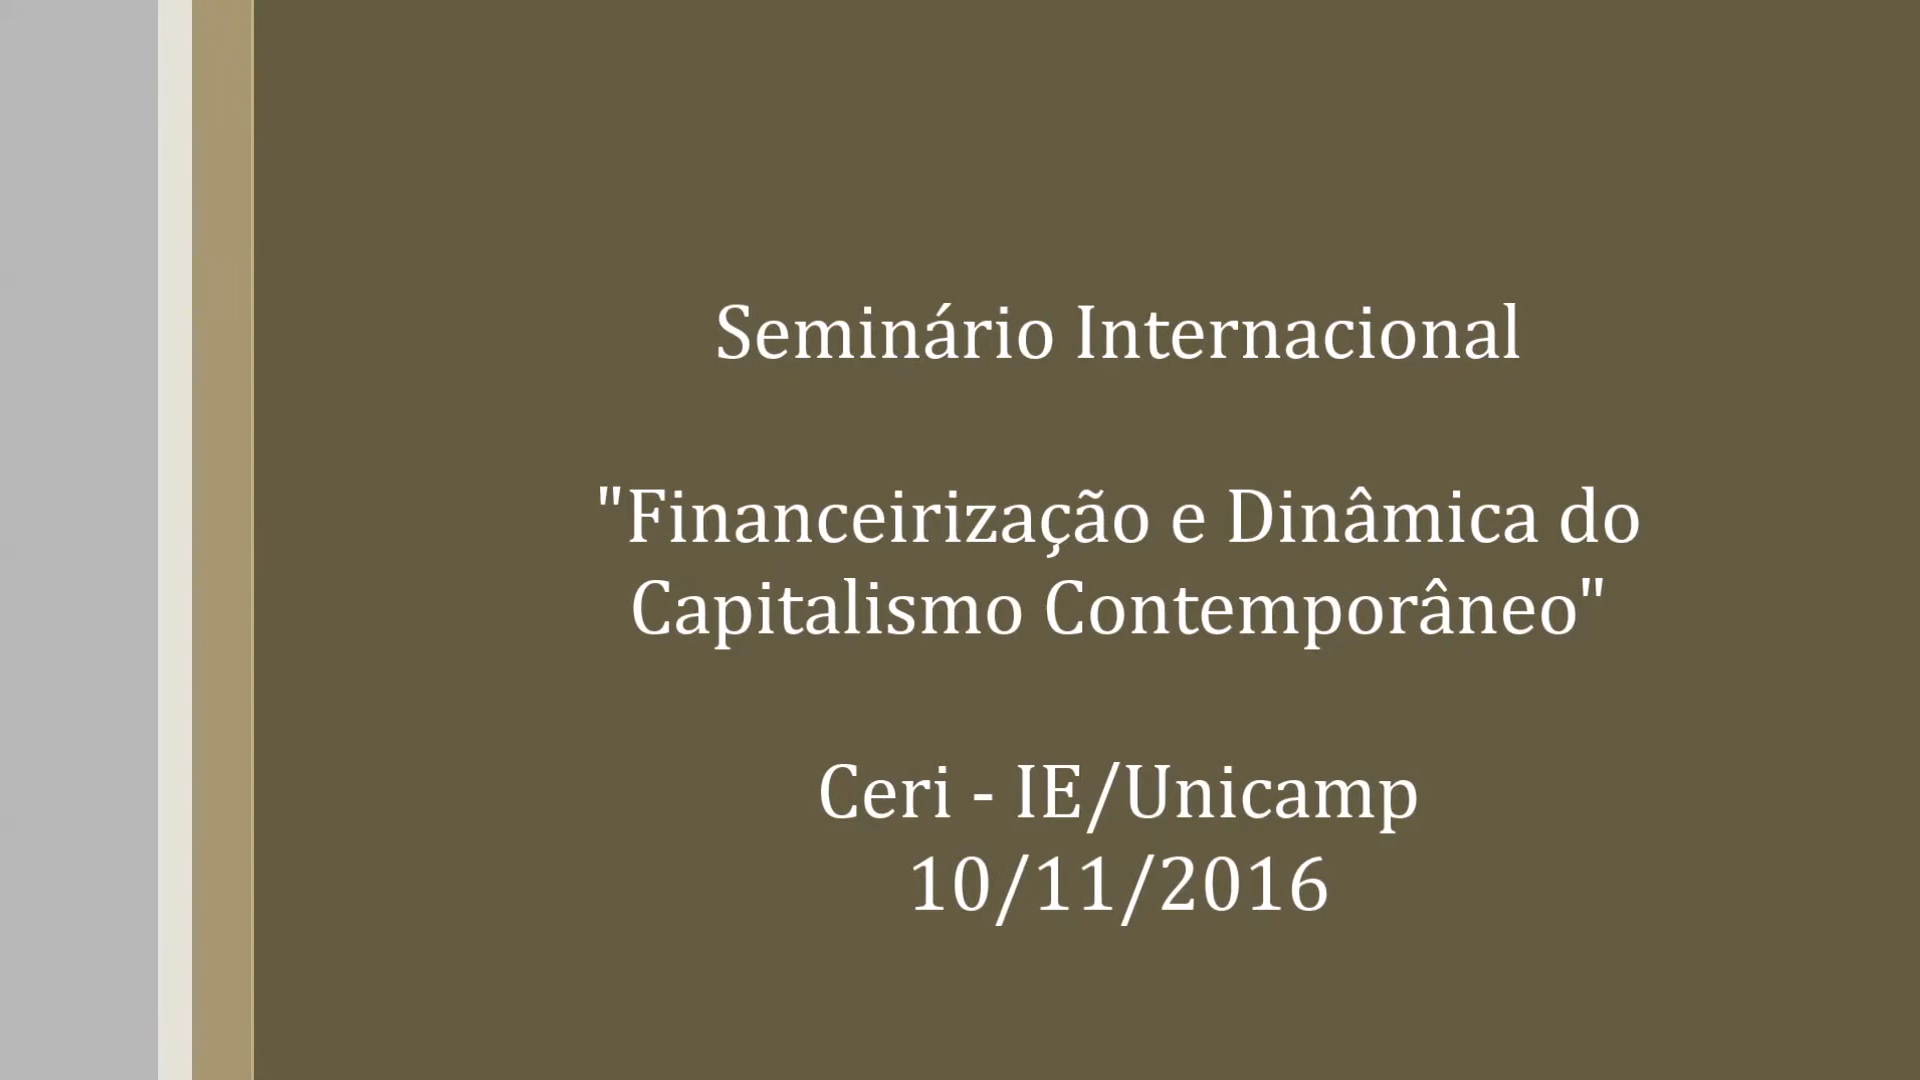 Seminário Internacional
"Financeirização e Dinâmica do
Capitalismo Contemporâneo"
Ceri - IE/Unicamp
10/11/2016